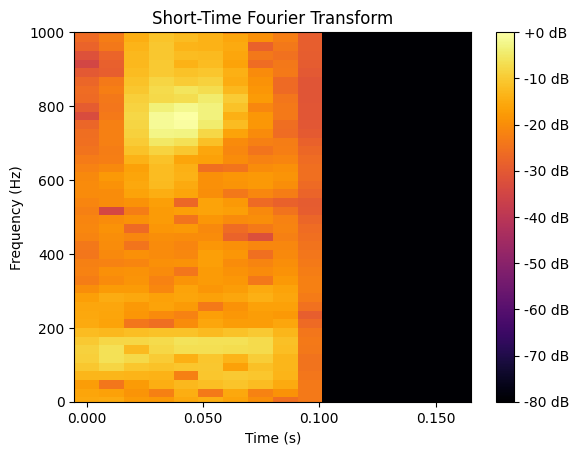 Short-Time Fourier Transform
1000
800
600
400
200
0
Frequency (Hz)
0.000
0.050
0.100
0.150
Time (s)
+0 dB
-10 dB
-20 dB
-30 dB
-40 dB
-50 dB
-60 dB
-70 dB
-80 dB